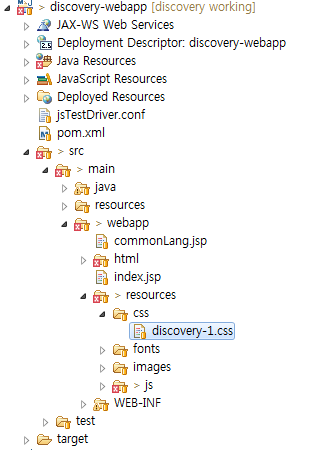 > discovery-webapp [discovery working]
JAX-WS Web Services
Deployment Descriptor: discovery-webapp
Java Resources
JavaScript Resources
Deployed Resources
jsTestDriver.conf
pom.xml
> src
> main
> java
resources
> webapp
commonLang.jsp
> html
index.jsp
> resources
css
discovery-1.css
fonts
images
> js
WEB-INF
test
target